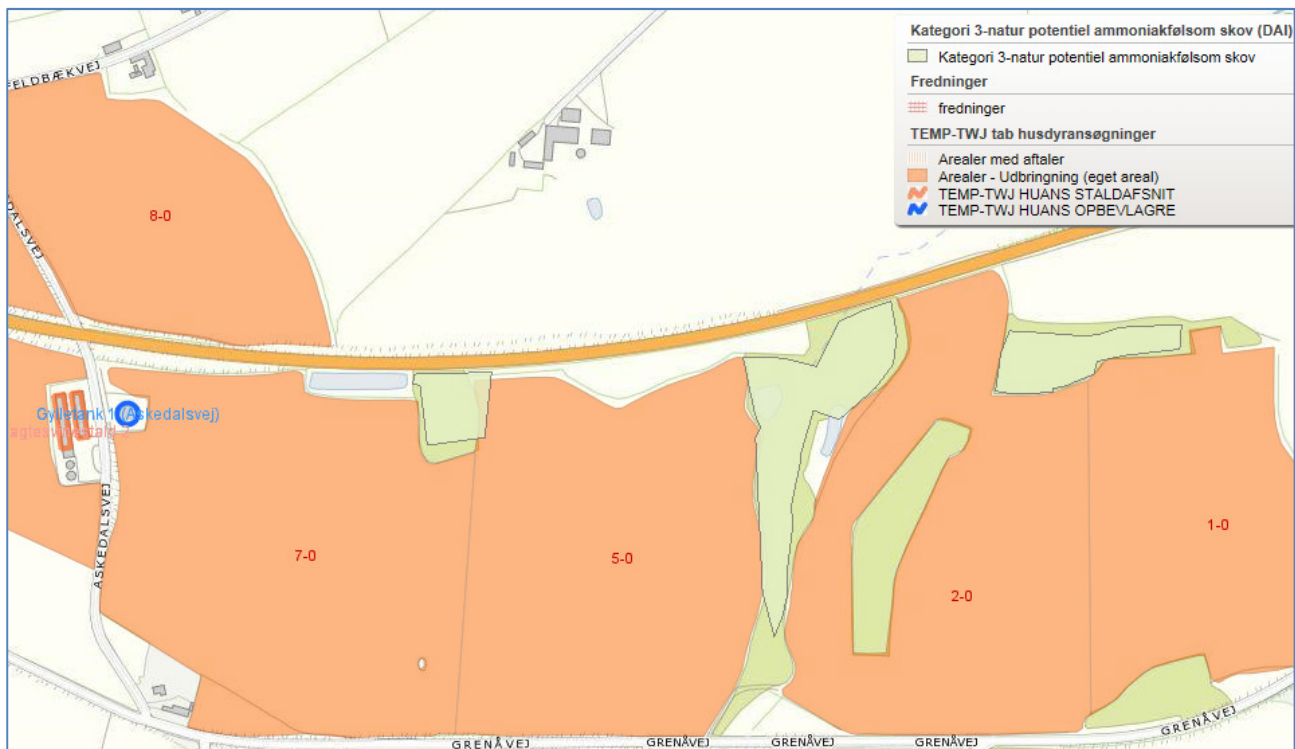 Kategori 3-natur potentiel ammoniakfølsom skov (DAI)
Kategori 3-natur potentiel ammoniakfølsom skov
Fredninger
fredninger
TEMP-TWJ tab husdyransøgninger
Arealer med aftaler
Arealer - Udbringning (eget areal)
TEMP-TWJ HUANS STALDAFSNIT
TEMP-TWJ HUANS OPBEVLAGRE
FELDBÆKVEJ
8-0
DALSVEJ
Gylletank 1 (Askedalsvej)
ASKEDALSVEJ
7-0
5-0
2-0
1-0
GRENÅVEJ
GRENÅVEJ
GRENÅVEJ
GRENÅVEJ
GRENÅVEJ